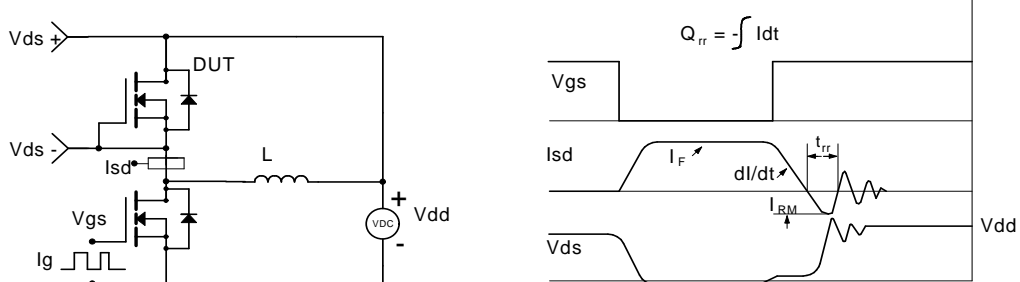 Vds +
DUT
Vds -
Isd
L
Vgs
Ig
+
VDC
-
Vdd
Q rr = - ∫ Idt
Vgs
Isd
I F
dI/dt
t rr
I RM
Vds
Vdd